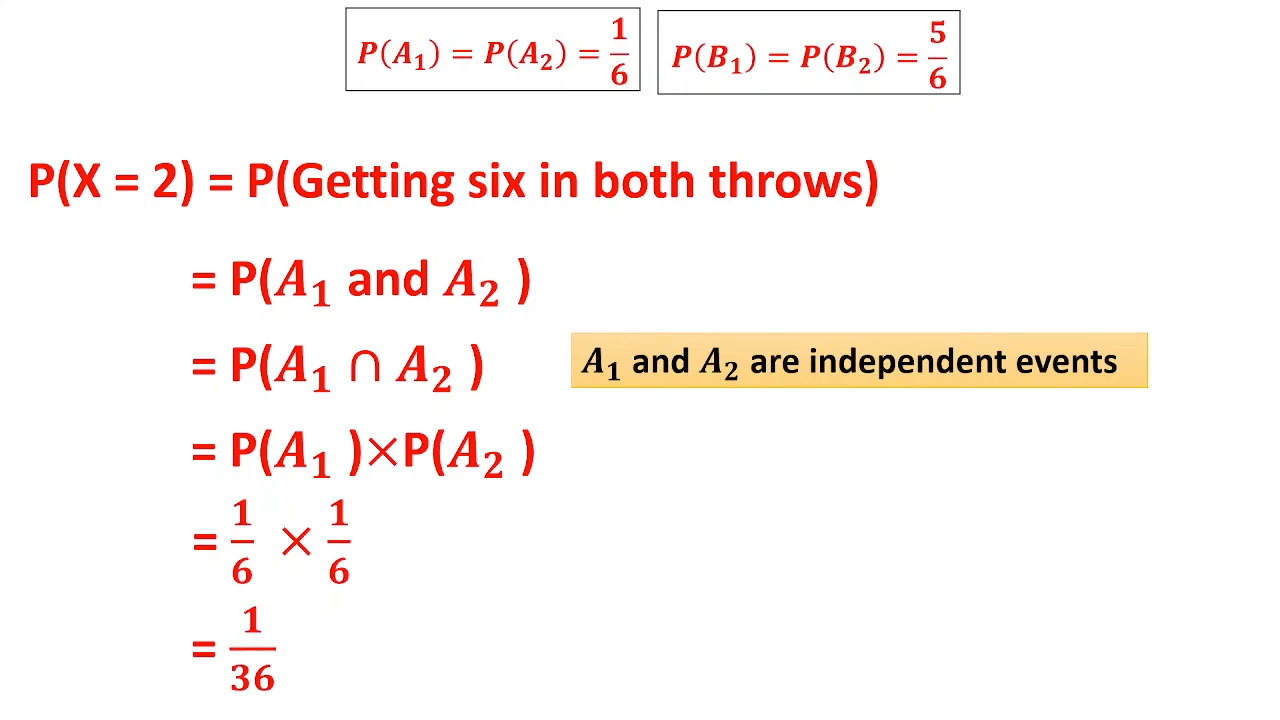 P(A₁) = P(A₂) = 1/6
P(B₁) = P(B₂) = 5/6
P(X = 2) = P(Getting six in both throws)
= P(A₁ and A₂ )
= P(A₁ ∩ A₂ )
A₁ and A₂ are independent events
= P(A₁ )×P(A₂ )
= 1/6 × 1/6
= 1/36